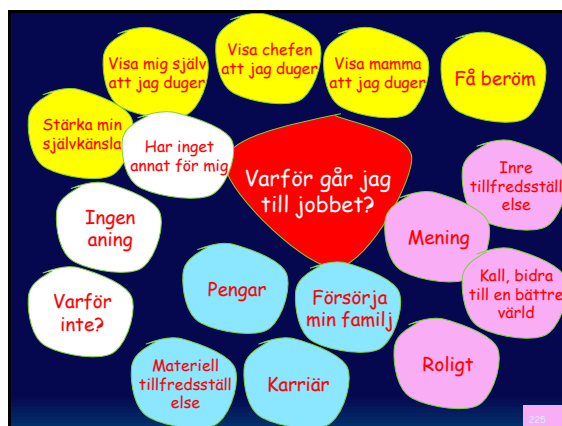 Visa mig själv
att jag duger
Visa chefen
att jag duger
Visa mamma
att jag duger
Få beröm
Stärka min
självkänsla
Har inget
annat för mig
Varför går jag
till jobbet?
Inre
tillfredsställ
else
Ingen
aning
Mening
Kall, bidra
till en bättre
värld
Pengar
Försörja
min familj
Varför
inte?
Roligt
Materiell
tillfredsställ
else
Karriär
225